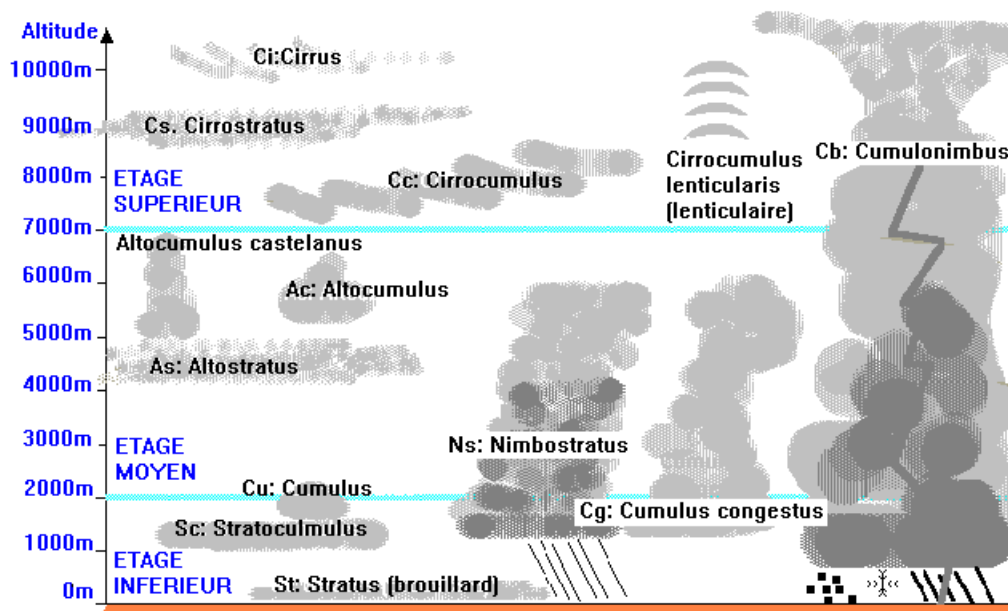 Altitude
10000m
Ci:Cirrus
9000m
Cs. Cirrostratus
Cb: Cumulonimbus
Cirrocumulus
lenticularis
(lenticulaire)
8000m
ETAGE
SUPERIEUR
Cc: Cirrocumulus
7000m
Altocumulus castelanus
6000m
Ac: Altocumulus
5000m
As: Altostratus
4000m
3000m
ETAGE
MOYEN
Ns: Nimbostratus
2000m
Cu: Cumulus
Cg: Cumulus congestus
Sc: Stratoculmulus
1000m
ETAGE
INFERIEUR
St: Stratus (brouillard)
0m